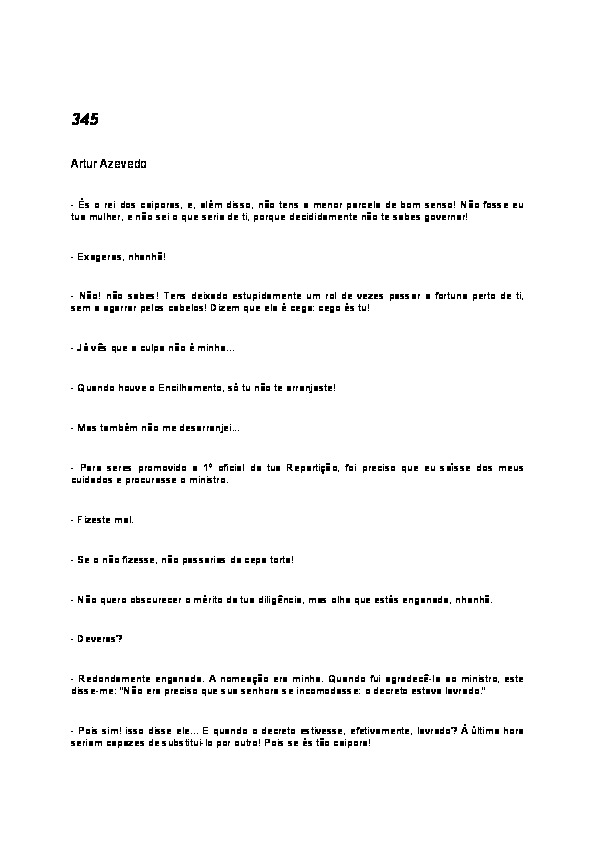 345
Artur Azevedo
- És o rei dos caiporas, e, além disso, não tens a menor parcela de bom senso! Não fosse eu
tua mulher, e não sei o que seria de ti, porque decididamente não te sabes governar!
- Exageras, nhanhã!
- Não! não sabes! Tens deixado estupidamente um rol de vezes passar a fortuna perto de ti,
sem a agarrar pelos cabelos! Dizem que ela é cega: cego és tu!
- Já vês que a culpa não é minha...
- Quando houve o Encilhamento, só tu não te arranjaste!
- Mas também não me desarranjei...
- Para seres promovido a 1º oficial da tua Repartição, foi preciso que eu saísse dos meus
cuidados e procurasse o ministro.
- Fizeste mal.
- Se o não fizesse, não passarias da cepa torta!
- Não quero obscurecer o mérito da tua diligência, mas olha que estás enganada, nhanhã.
- Deveras?
- Redondamente enganada. A nomeação era minha. Quando fui agradecê-la ao ministro, este
disse-me: "Não era preciso que sua senhora se incomodasse: o decreto estava lavrado."
- Pois sim! isso disse ele... E quando o decreto estivesse, efetivamente, lavrado? À última hora
seriam capazes de substituí-lo por outro! Pois se és tão caipora!